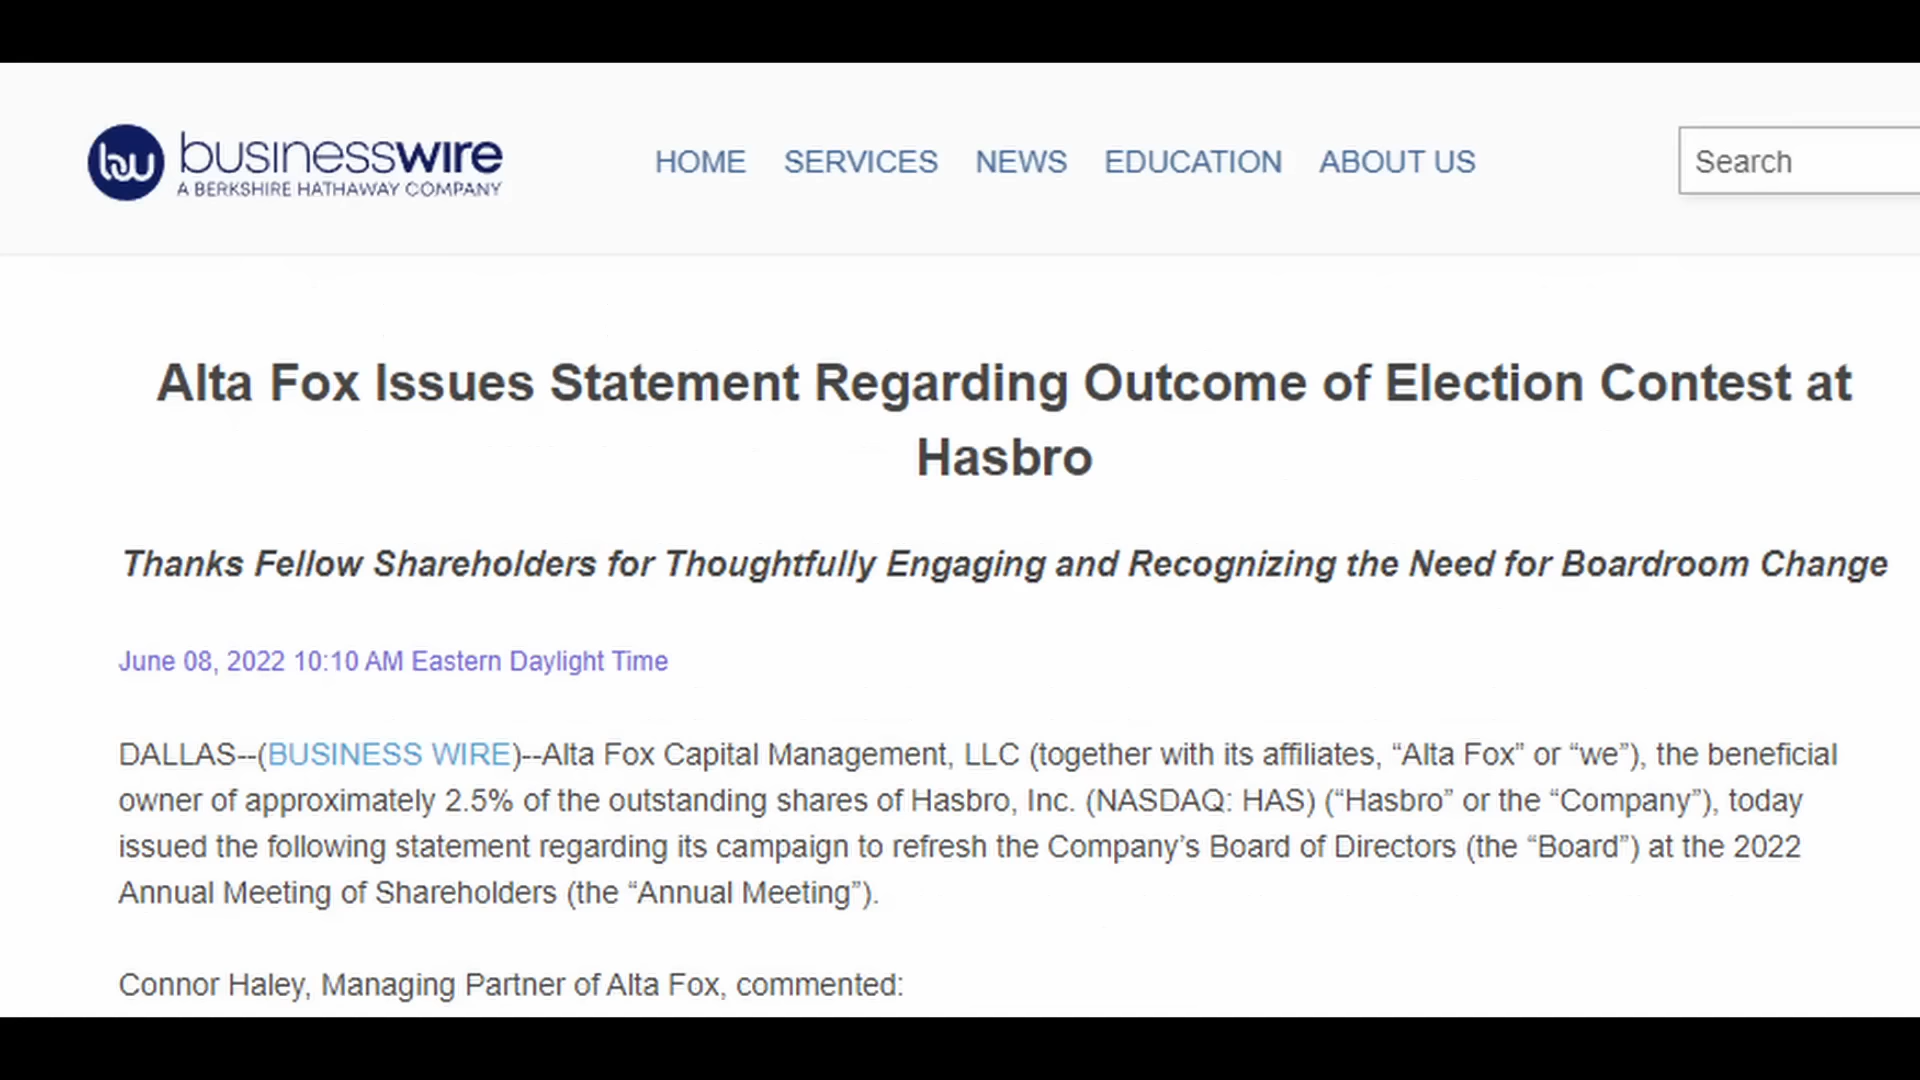 bw businesswire
A BERKSHIRE HATHAWAY COMPANY
HOME SERVICES NEWS EDUCATION ABOUT US
Search
Alta Fox Issues Statement Regarding Outcome of Election Contest at
Hasbro
Thanks Fellow Shareholders for Thoughtfully Engaging and Recognizing the Need for Boardroom Change
June 08, 2022 10:10 AM Eastern Daylight Time
DALLAS--(BUSINESS WIRE)--Alta Fox Capital Management, LLC (together with its affiliates, “Alta Fox” or “we”), the beneficial
owner of approximately 2.5% of the outstanding shares of Hasbro, Inc. (NASDAQ: HAS) (“Hasbro” or the “Company”), today
issued the following statement regarding its campaign to refresh the Company’s Board of Directors (the “Board”) at the 2022
Annual Meeting of Shareholders (the “Annual Meeting”).
Connor Haley, Managing Partner of Alta Fox, commented: